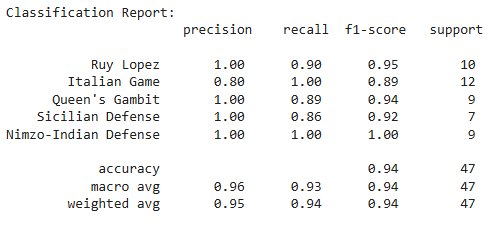 Classification Report:
precision recall f1-score support
Ruy Lopez 1.00 0.90 0.95 10
Italian Game 0.80 1.00 0.89 12
Queen's Gambit 1.00 0.89 0.94 9
Sicilian Defense 1.00 0.86 0.92 7
Nimzo-Indian Defense 1.00 1.00 1.00 9
accuracy 0.94 47
macro avg 0.96 0.93 0.94 47
weighted avg 0.95 0.94 0.94 47